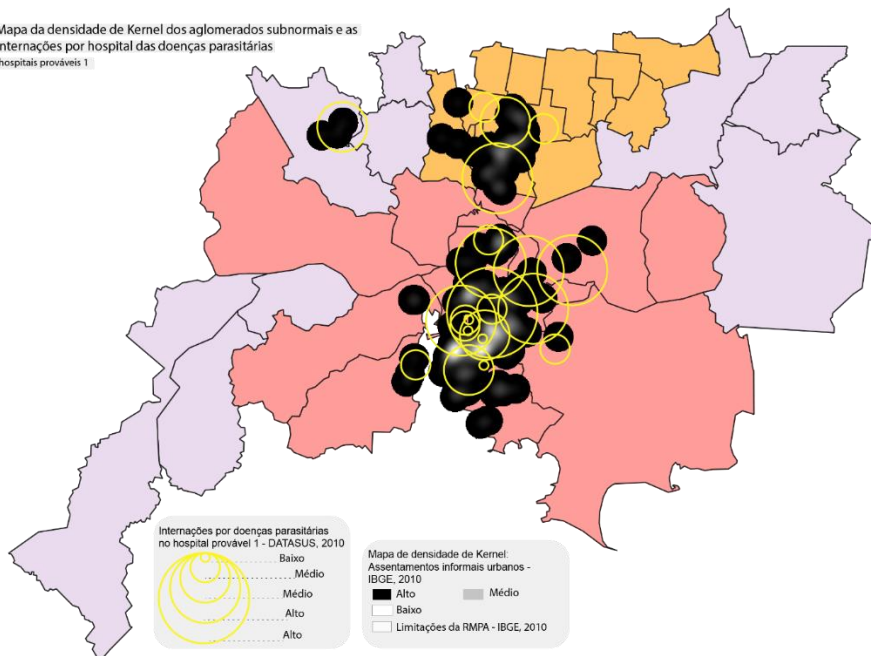 Mapa da densidade de Kernel dos aglomerados subnormais e as
internações por hospital das doenças parasitárias
hospitais prováveis 1
Internações por doenças parasitárias
no hospital provável 1 - DATASUS, 2010
Baixo
Médio
Médio
Alto
Alto
Mapa de densidade de Kernel:
Assentamentos informais urbanos -
IBGE, 2010
Alto Médio
Baixo
Limitações da RMPA - IBGE, 2010